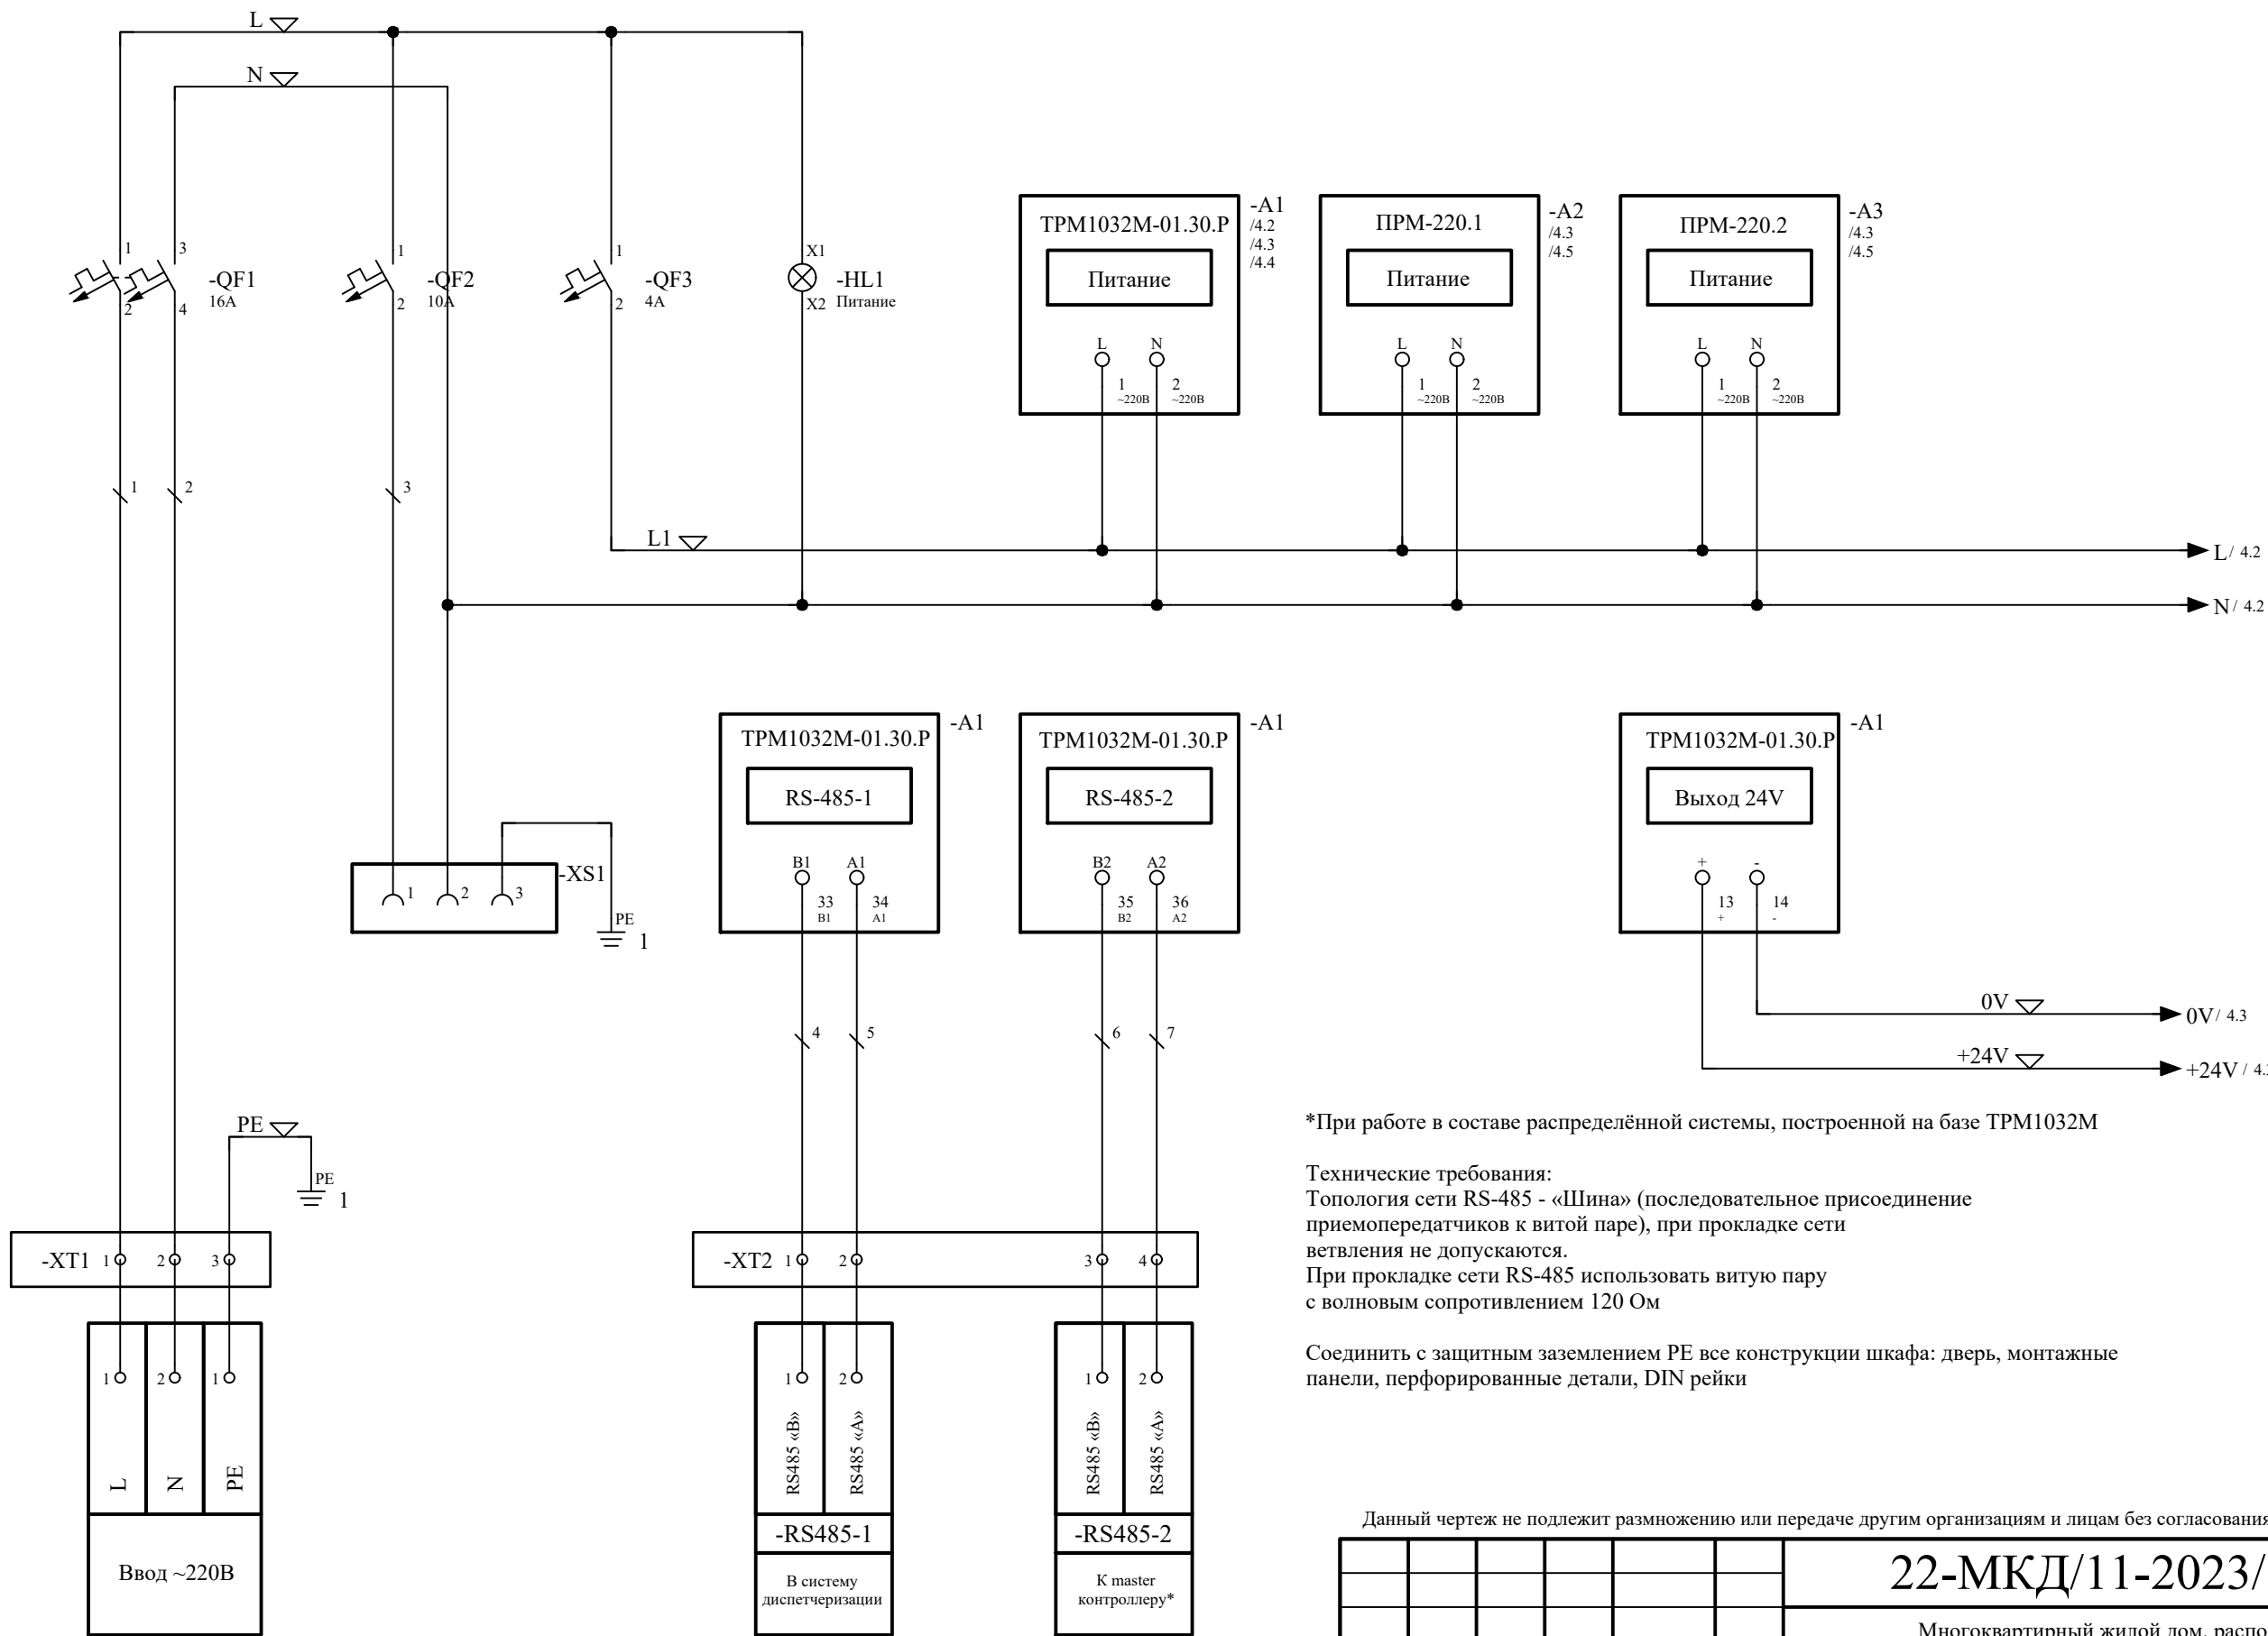 L
N
1
3
-QF1
16A
2
4
1
-QF2
10A
2
1
-QF3
4A
2
X1
-HL1
X2 Питание
ТРМ1032М-01.30.Р
-A1
/4.2
/4.3
/4.4
Питание
L N
1 2
~220В ~220В
ПРМ-220.1
-A2
/4.3
/4.5
Питание
L N
1 2
~220В ~220В
ПРМ-220.2
-A3
/4.3
/4.5
Питание
L N
1 2
~220В ~220В
1 2 3
L1
L/ 4.2
N/ 4.2
-XS1
1 2 3
PE
1
ТРМ1032М-01.30.Р
-A1
RS-485-1
B1 A1
33 34
B1 A1
4 5
ТРМ1032М-01.30.Р
-A1
RS-485-2
B2 A2
35 36
B2 A2
6 7
ТРМ1032М-01.30.Р
-A1
Выход 24V
+ -
13 14
+ -
0V
0V/ 4.3
+24V
+24V / 4.
PE
PE
1
-XT1 1 2 3
1 2 1
L N PE
Ввод ~220В
-XT2 1 2 3 4
1 2
RS485 «B» RS485 «A»
-RS485-1
В систему
диспетчеризации
1 2
RS485 «B» RS485 «A»
-RS485-2
К master
контроллеру*
*При работе в составе распределённой системы, построенной на базе ТРМ1032М
Технические требования:
Топология сети RS-485 - «Шина» (последовательное присоединение
приемопередатчиков к витой паре), при прокладке сети
ветвления не допускаются.
При прокладке сети RS-485 использовать витую пару
с волновым сопротивлением 120 Ом
Соединить с защитным заземлением PE все конструкции шкафа: дверь, монтажные
панели, перфорированные детали, DIN рейки
Данный чертеж не подлежит размножению или передаче другим организациям и лицам без согласования
22-МКД/11-2023/
Многоквартирный жилой дом, распо